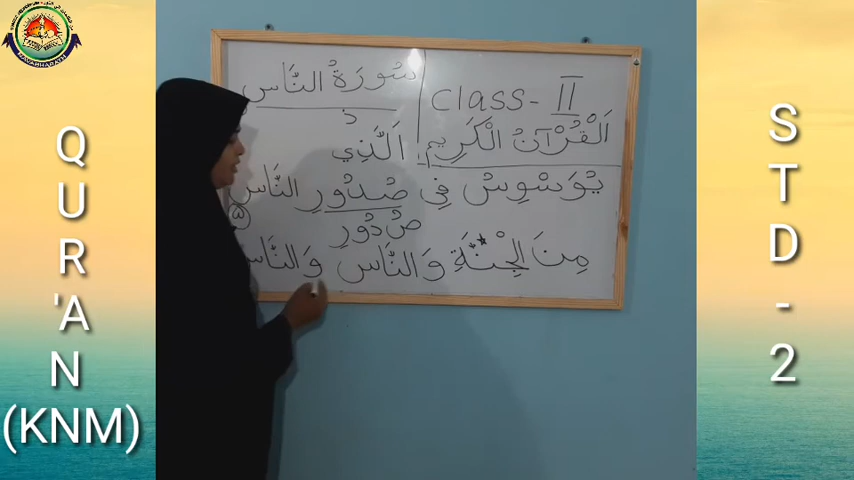 QUR'AN
(KNM)
STD-2
Class - II
اَلْقُرْآنُ الْكَرِيم
سُورَةُ النَّاس
ذ
اَلَّذِي
يُوَسْوِسُ فِي صُدُورِ النَّاس
صُ دُورِ
٥
مِنَ الْجِنَّةِ وَالنَّاس وَالنَّاس